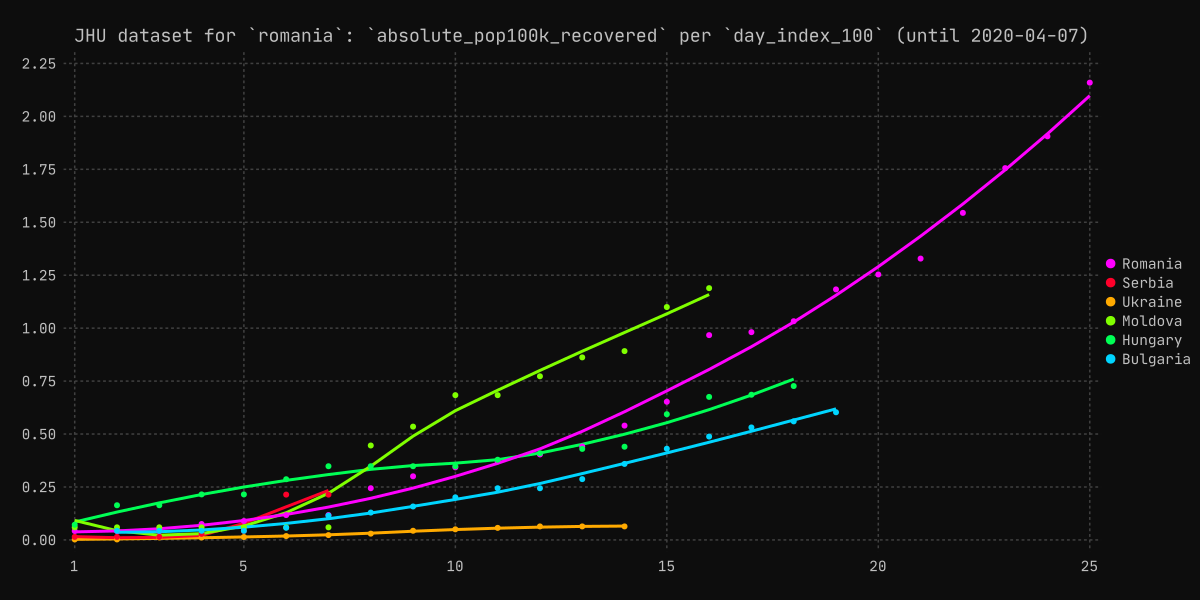 JHU dataset for `romania`: `absolute_pop100k_recovered` per `day_index_100` (until 2020-04-07)
2.25
2.00
1.75
1.50
1.25
1.00
0.75
0.50
0.25
0.00
1 5 10 15 20 25
Romania
Serbia
Ukraine
Moldova
Hungary
Bulgaria